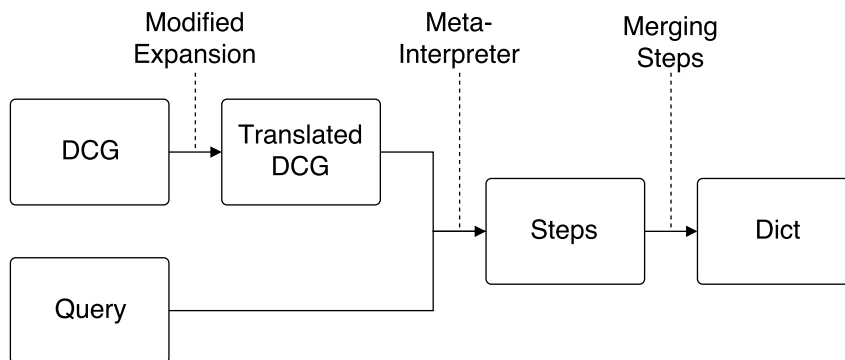 Modified
Expansion
Meta-
Interpreter
Merging
Steps
DCG
Translated
DCG
Steps
Dict
Query